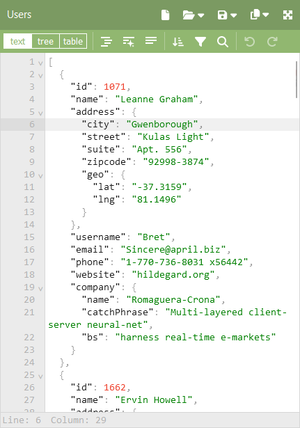 Users
text tree table
1 [
2 {
3 "id": 1071,
4 "name": "Leanne Graham",
5 "address": {
6 "city": "Gwenborough",
7 "street": "Kulas Light",
8 "suite": "Apt. 556",
9 "zipcode": "92998-3874",
10 "geo": {
11 "lat": "-37.3159",
12 "lng": "81.1496"
13 }
14 },
15 "username": "Bret",
16 "email": "Sincere@april.biz",
17 "phone": "1-770-736-8031 x56442",
18 "website": "hildegard.org",
19 "company": {
20 "name": "Romaguera-Crona",
21 "catchPhrase": "Multi-layered client-
server neural-net",
22 "bs": "harness real-time e-markets"
23 }
24 },
25 {
26 "id": 1662,
27 "name": "Ervin Howell",
28 "address": {
Line: 6 Column: 29